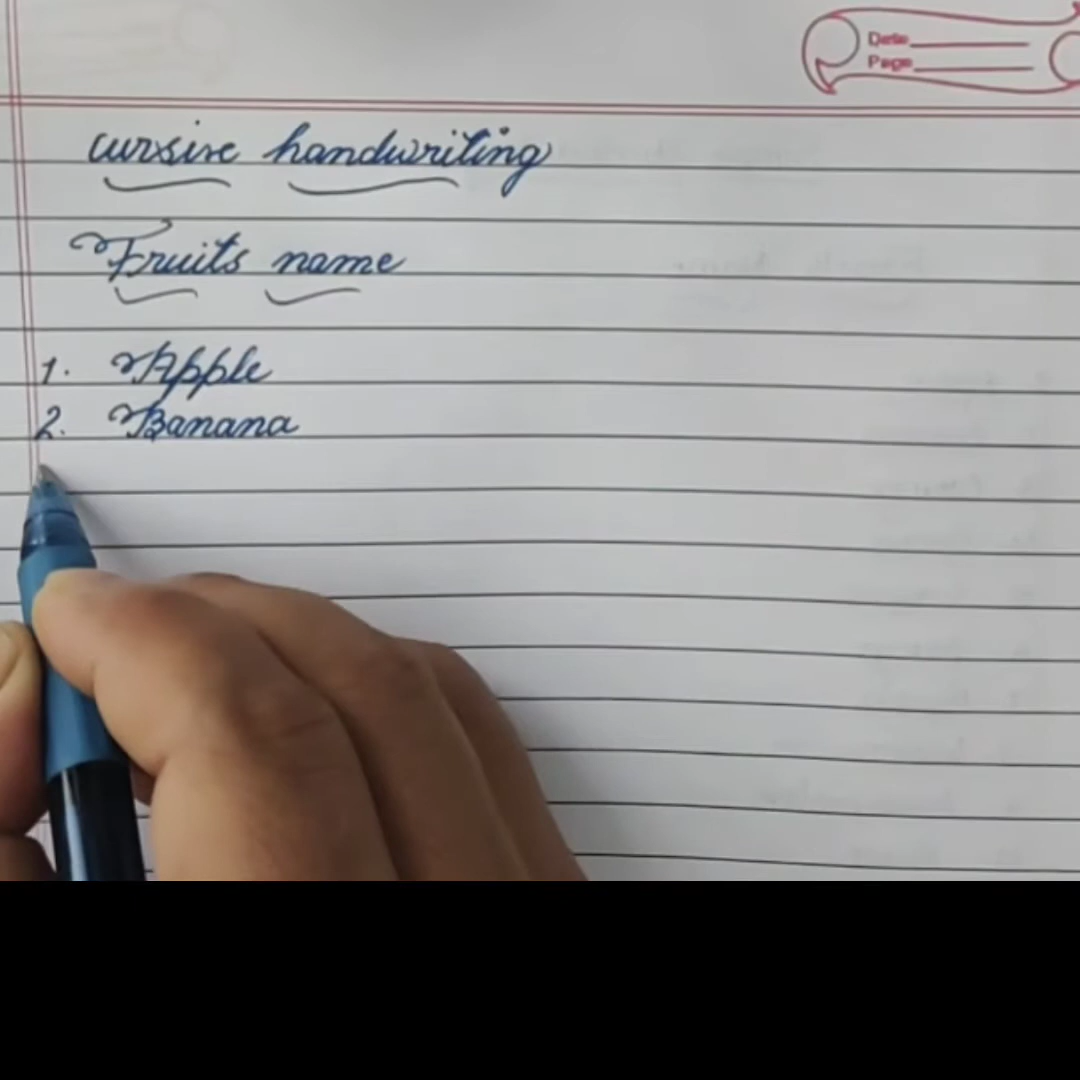 Date
Page
cursive handwriting
Fruits name
1. Apple
2. Banana